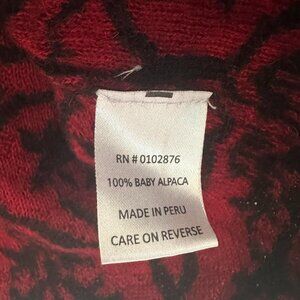 RN # 0102876
100% BABY ALPACA
MADE IN PERU
CARE ON REVERSE